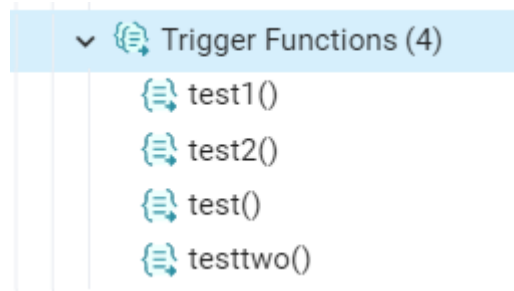 Trigger Functions (4)
test1()
test2()
test()
testtwo()